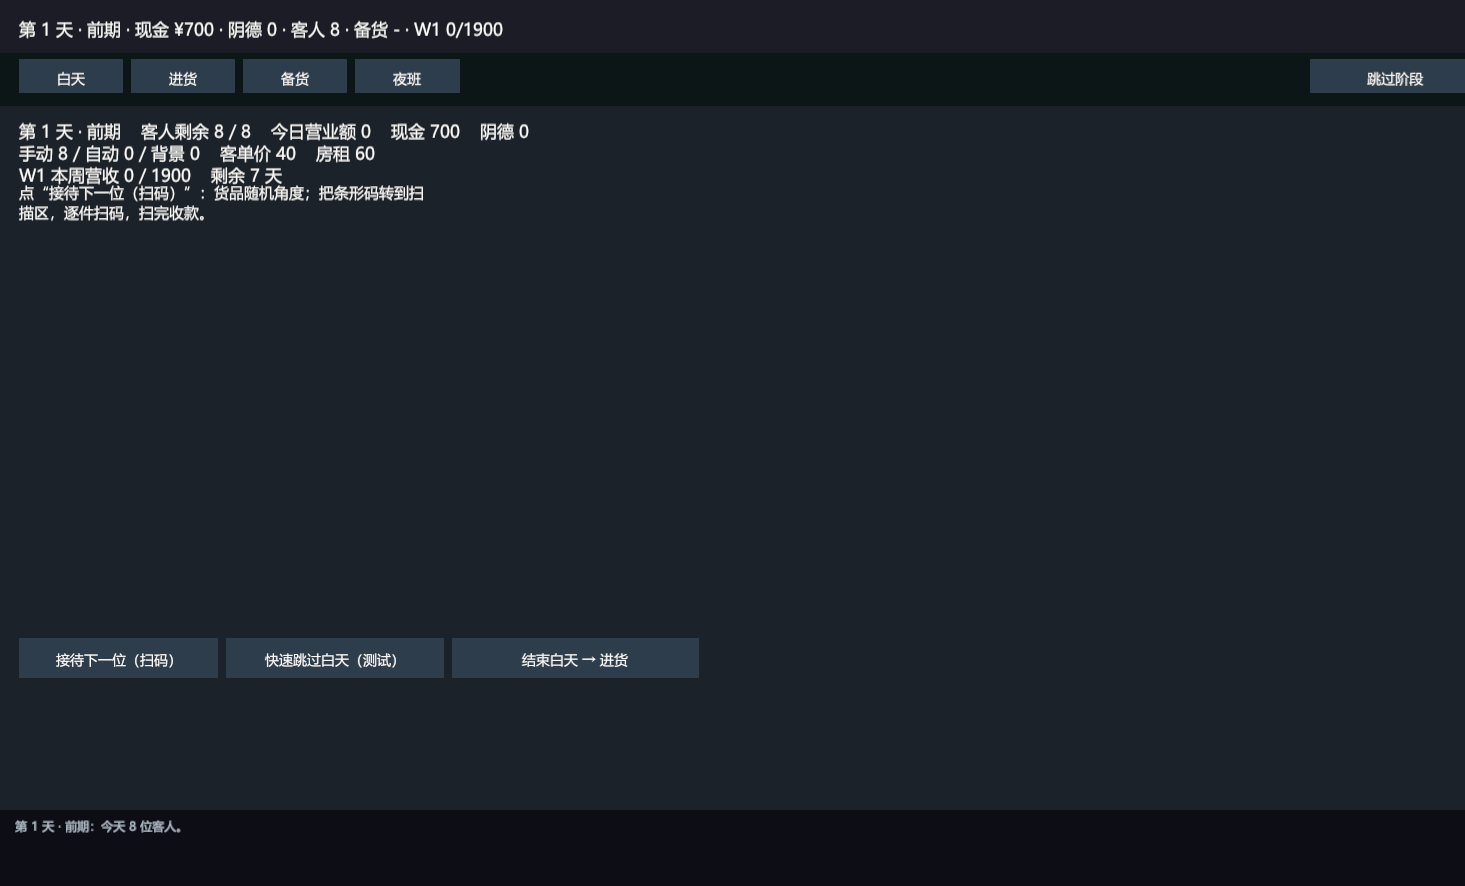 第 1 天 · 前期 · 现金 ¥700 · 阴德 0 · 客人 8 · 备货 - · W1 0/1900
白天 进货 备货 夜班 跳过阶段
第 1 天 · 前期 客人剩余 8 / 8 今日营业额 0 现金 700 阴德 0
手动 8 / 自动 0 / 背景 0 客单价 40 房租 60
W1 本周营收 0 / 1900 剩余 7 天
点“接待下一位（扫码）”：货品随机角度；把条形码转到扫
描区，逐件扫码，扫完收款。
接待下一位（扫码） 快速跳过白天（测试） 结束白天 → 进货
第 1 天 · 前期：今天 8 位客人。